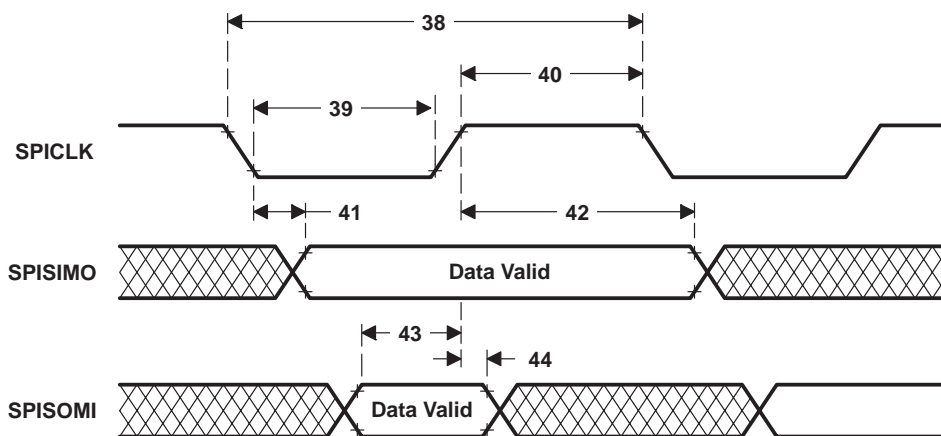 38
40
39
SPICLK
41
42
SPISIMO
Data Valid
43
44
SPISOMI
Data Valid